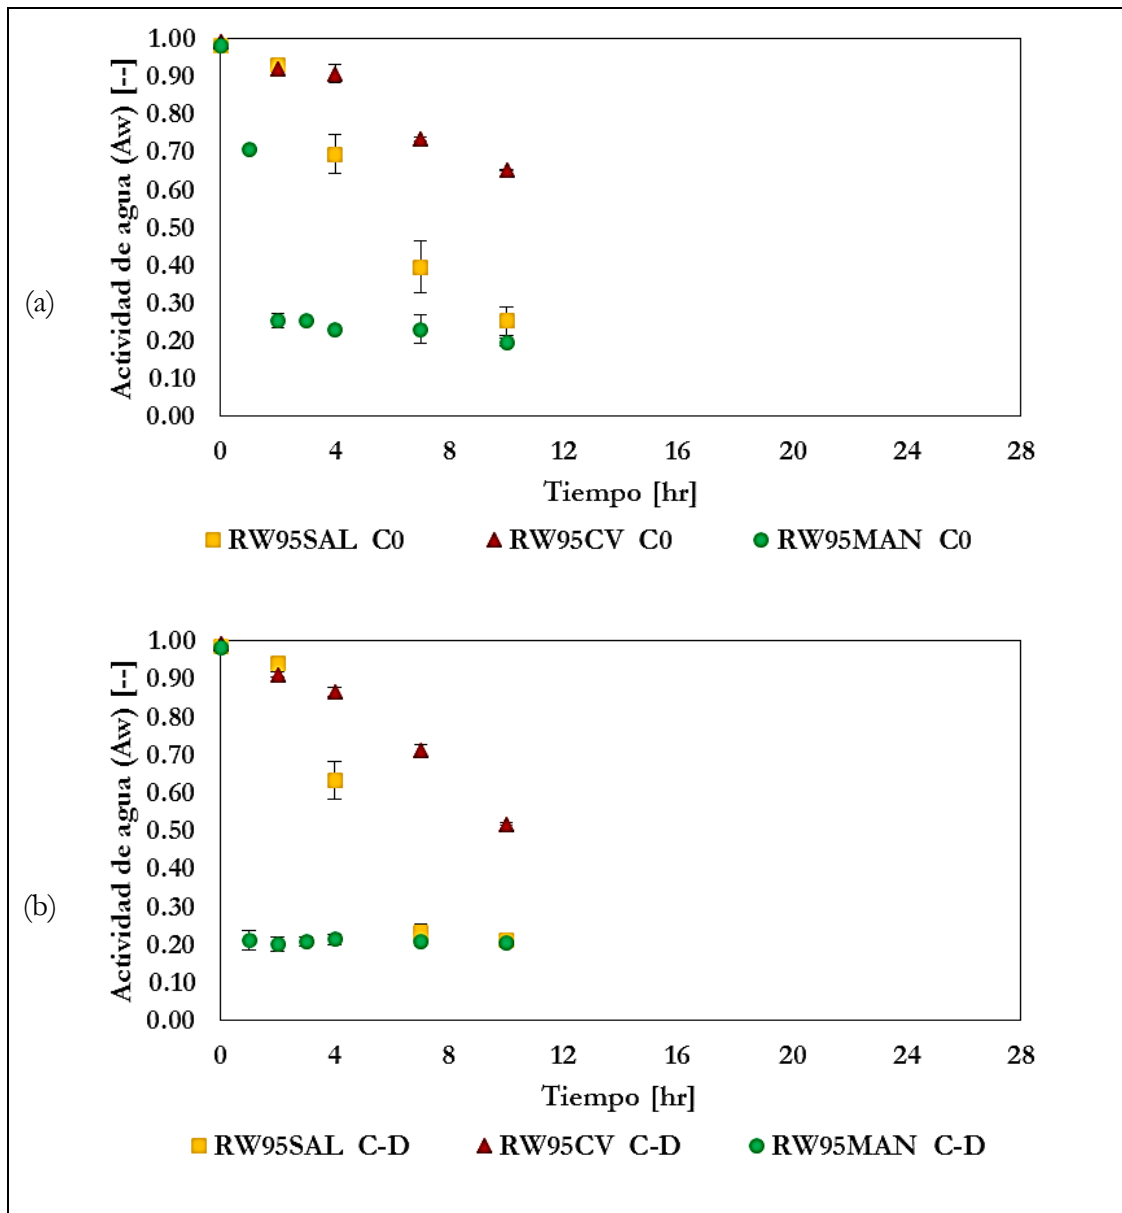 (a)
Actividad de agua (Aw) [--]
1.00
0.90
0.80
0.70
0.60
0.50
0.40
0.30
0.20
0.10
0.00
0 4 8 12 16 20 24 28
Tiempo [hr]
RW95SAL C0 RW95CV C0 RW95MAN C0
(b)
Actividad de agua (Aw) [--]
1.00
0.90
0.80
0.70
0.60
0.50
0.40
0.30
0.20
0.10
0.00
0 4 8 12 16 20 24 28
Tiempo [hr]
RW95SAL C-D RW95CV C-D RW95MAN C-D